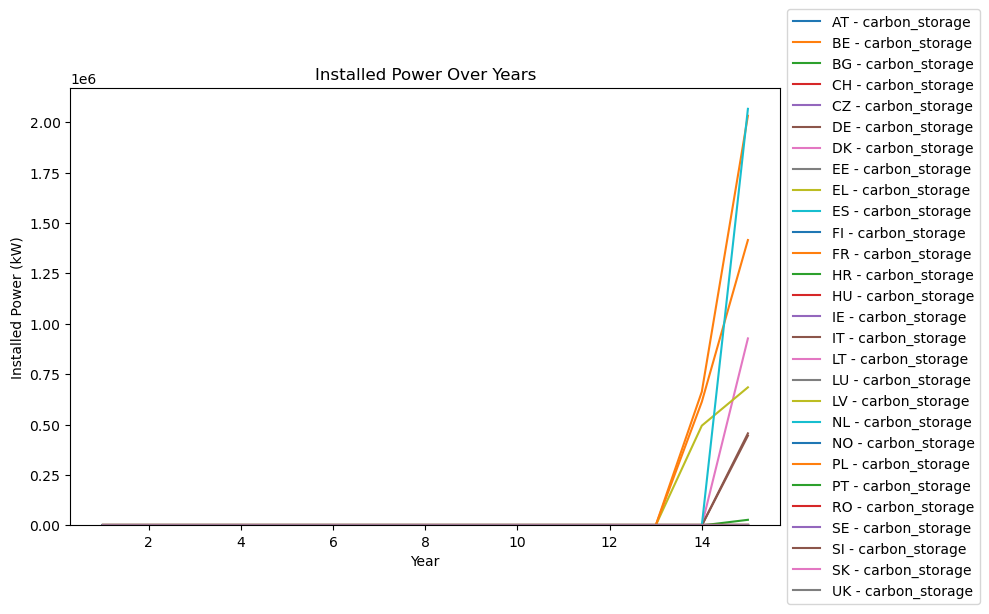 Installed Power Over Years
1e6
2.00
1.75
1.50
1.25
1.00
0.75
0.50
0.25
0.00
Installed Power (kW)
2
4
6
8
10
12
14
Year
AT - carbon_storage
BE - carbon_storage
BG - carbon_storage
CH - carbon_storage
CZ - carbon_storage
DE - carbon_storage
DK - carbon_storage
EE - carbon_storage
EL - carbon_storage
ES - carbon_storage
FI - carbon_storage
FR - carbon_storage
HR - carbon_storage
HU - carbon_storage
IE - carbon_storage
IT - carbon_storage
LT - carbon_storage
LU - carbon_storage
LV - carbon_storage
NL - carbon_storage
NO - carbon_storage
PL - carbon_storage
PT - carbon_storage
RO - carbon_storage
SE - carbon_storage
SI - carbon_storage
SK - carbon_storage
UK - carbon_storage